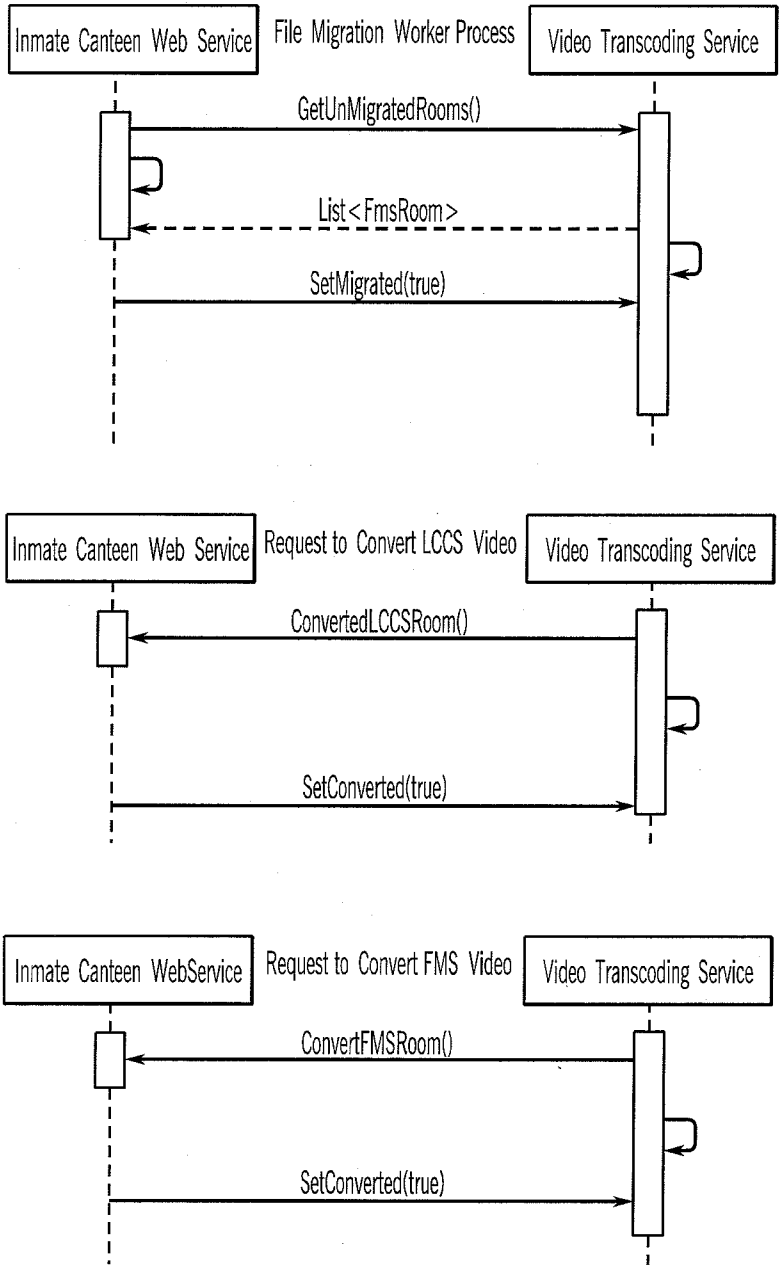 Inmate Canteen Web Service
File Migration Worker Process
Video Transcoding Service
GetUnMigratedRooms()
List<FmsRoom>
SetMigrated(true)
Inmate Canteen Web Service
Request to Convert LCCS Video
Video Transcoding Service
ConvertedLCCSRoom()
SetConverted(true)
Inmate Canteen WebService
Request to Convert FMS Video
Video Transcoding Service
ConvertFMSRoom()
SetConverted(true)